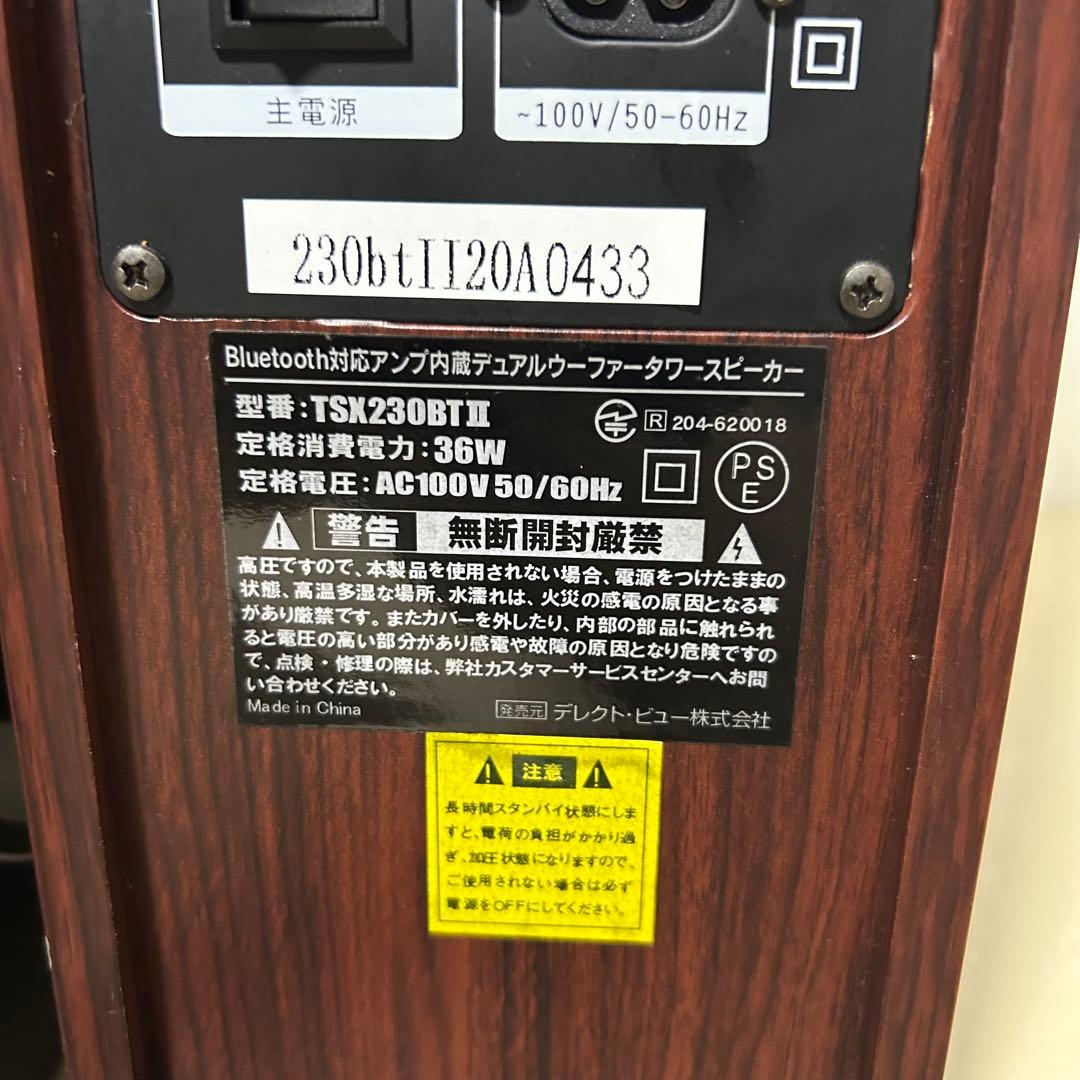 主電源
~100V/50-60Hz
230btII20A0433
Bluetooth対応アンプ内蔵デュアルウーファータワースピーカー
型番:TSX230BTⅡ
R 204-620018
定格消費電力:36W
定格電圧:AC100V 50/60Hz
PSE
警告 無断開封厳禁
高圧ですので、本製品を使用されない場合、電源をつけたままの
状態、高温多湿な場所、水濡れは、火災の感電の原因となる事
があり厳禁です。またカバーを外したり、内部の部品に触れられ
ると電圧の高い部分があり感電や故障の原因となり危険ですの
で、点検・修理の際は、弊社カスタマーサービスセンターへお問
い合わせください。
Made in China
発売元 デレクト・ビュー株式会社
注意
長時間スタンバイ状態にしま
すと、電荷の負担がかかり過
ぎ、加圧状態になりますので、
ご使用されない場合は必ず
電源をOFFにしてください。